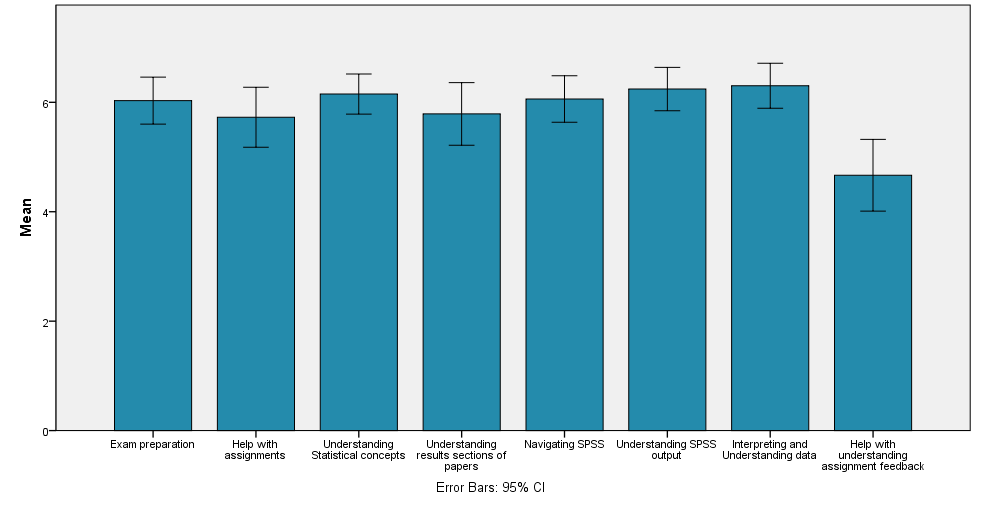 Mean
6
4
2
0
Exam preparation
Help with
assignments
Understanding
Statistical concepts
Understanding
results sections of
papers
Navigating SPSS
Understanding SPSS
output
Interpreting and
Understanding data
Help with
understanding
assignment feedback
Error Bars: 95% CI